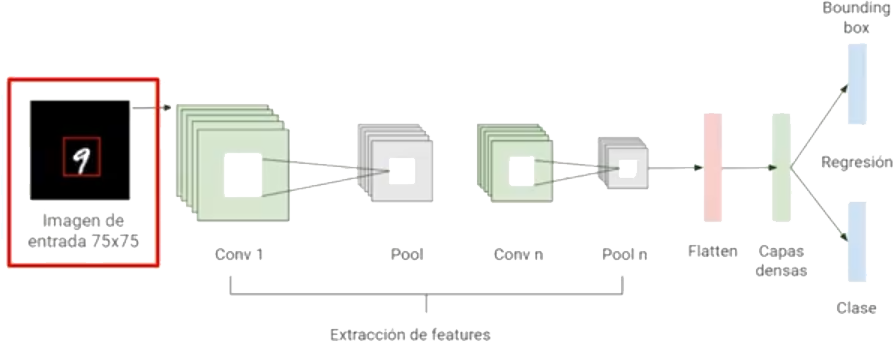 Bounding
box
9
Imagen de
entrada 75x75
Regresión
Conv 1
Pool
Conv n
Pool n
Flatten
Capas
densas
Clase
Extracción de features